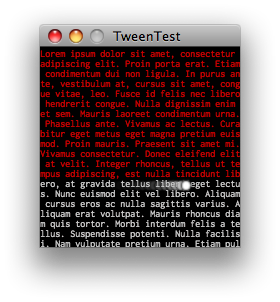 TweenTest
Lorem ipsum dolor sit amet, consectetur
adipiscing elit. Proin porta erat. Etiam
condimentum dui non ligula. In purus an
te, vestibulum at, cursus sit amet, cong
ue vitae, leo. Fusce facilisis nec liber
o hendrerit congue. Nulla dignissim enim
et sem. Mauris laoreet condimentum urna.
Phasellus ante. Vivamus ac lectus. Cura
bitur eget metus eget magna pretium euis
mod. Proin mauris. Praesent sit amet mi.
Vivamus consectetur. Donec eleifend elit
at velit. Integer rhoncus, tellus ut te
mpus adipiscing, est nulla tincidunt lib
ero, at gravida tellus libero eget lectu
s. Nunc euismod elit vel libero. Aliquam
cursus eros ac nulla sagittis varius. A
liquam erat volutpat. Mauris rhoncus dia
m quis tortor. Morbi interdum felis a te
llus. Suspendisse potenti. Nulla facilis
i. Nam vulputate pretium urna. Etiam pul